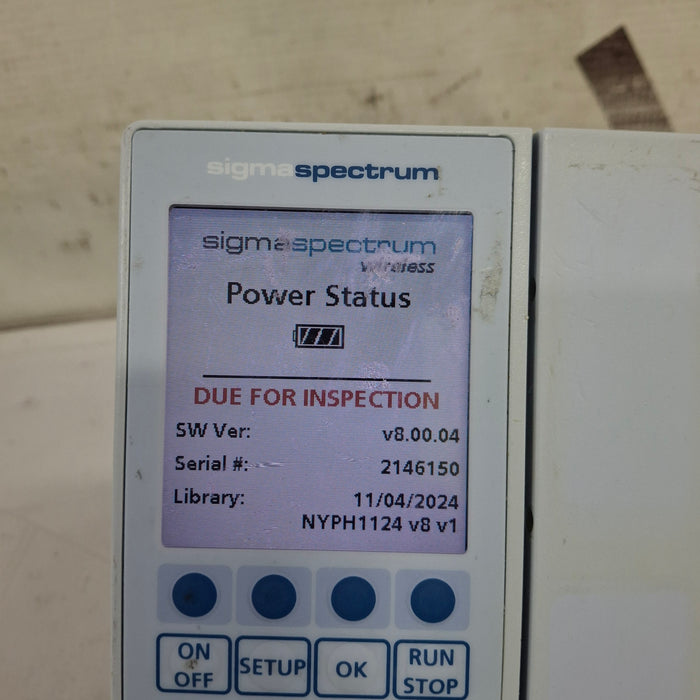 sigmaspectrum
sigmaspectrum
wireless
Power Status
DUE FOR INSPECTION
SW Ver: v8.00.04
Serial #: 2146150
Library: 11/04/2024
NYPH1124 v8 v1
ON
OFF
SETUP
OK
RUN
STOP